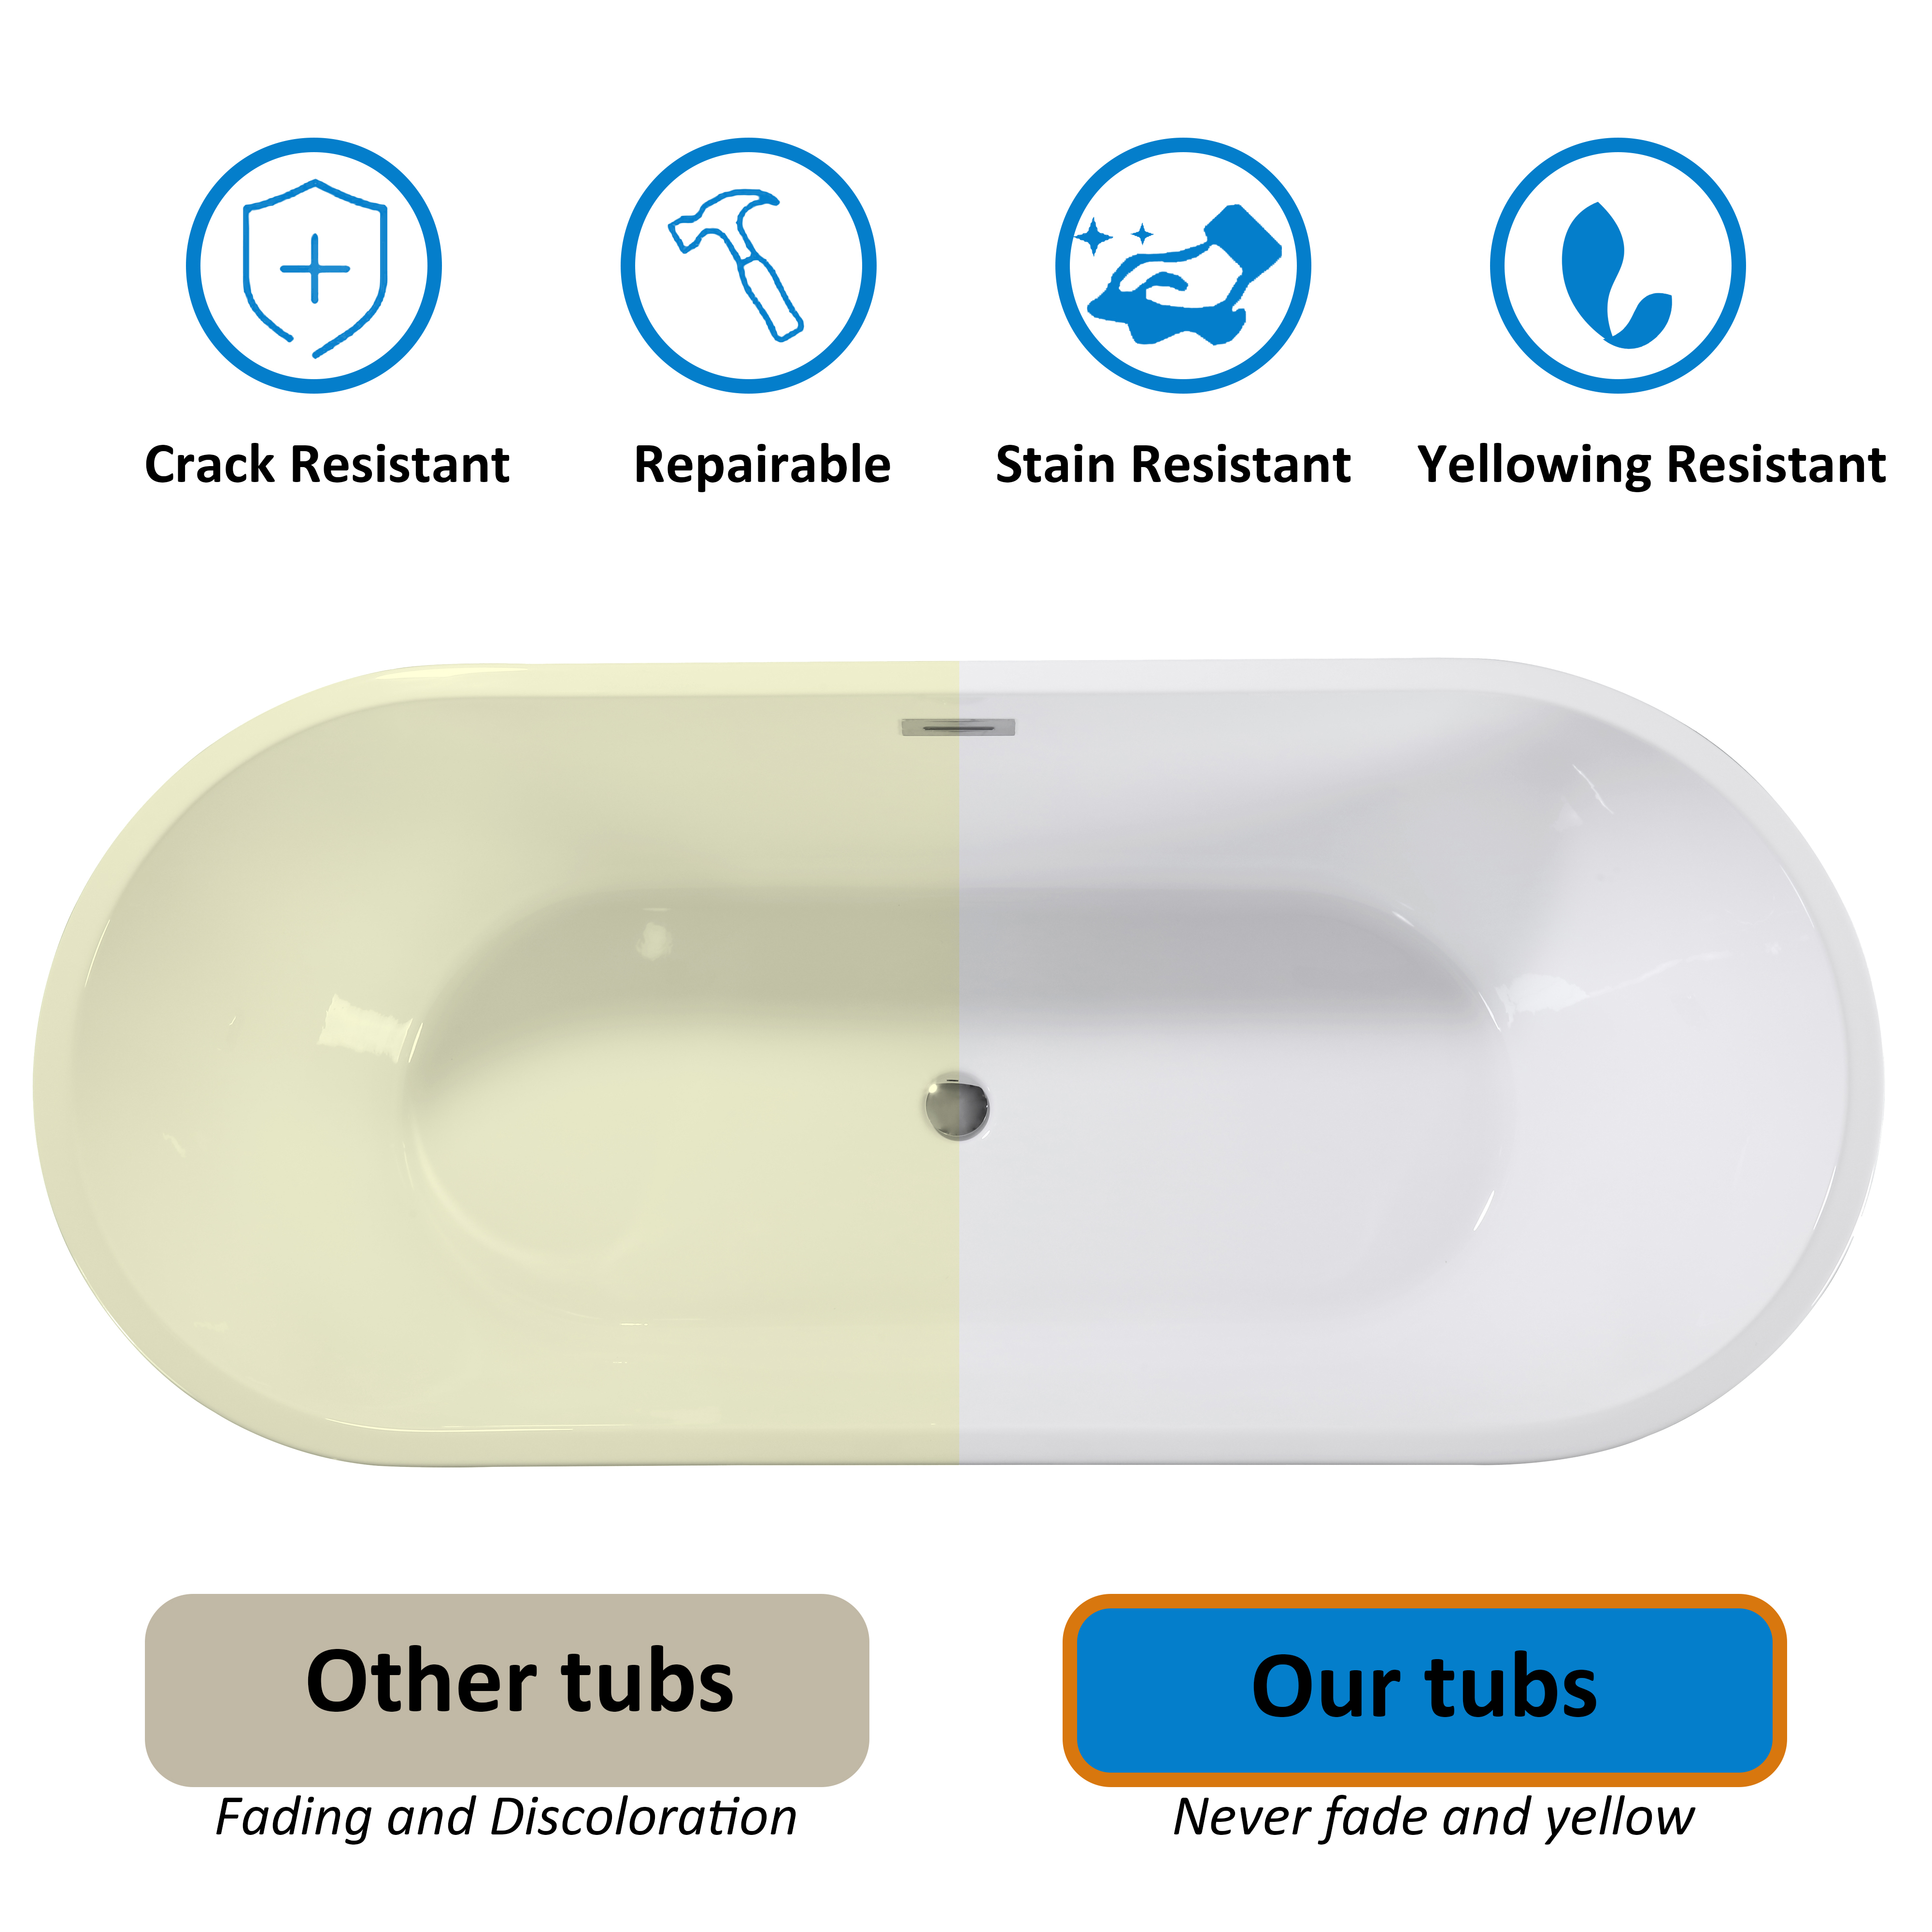 Crack Resistant
Repairable
Stain Resistant
Yellowing Resistant
Other tubs
Our tubs
Fading and Discoloration
Never fade and yellow